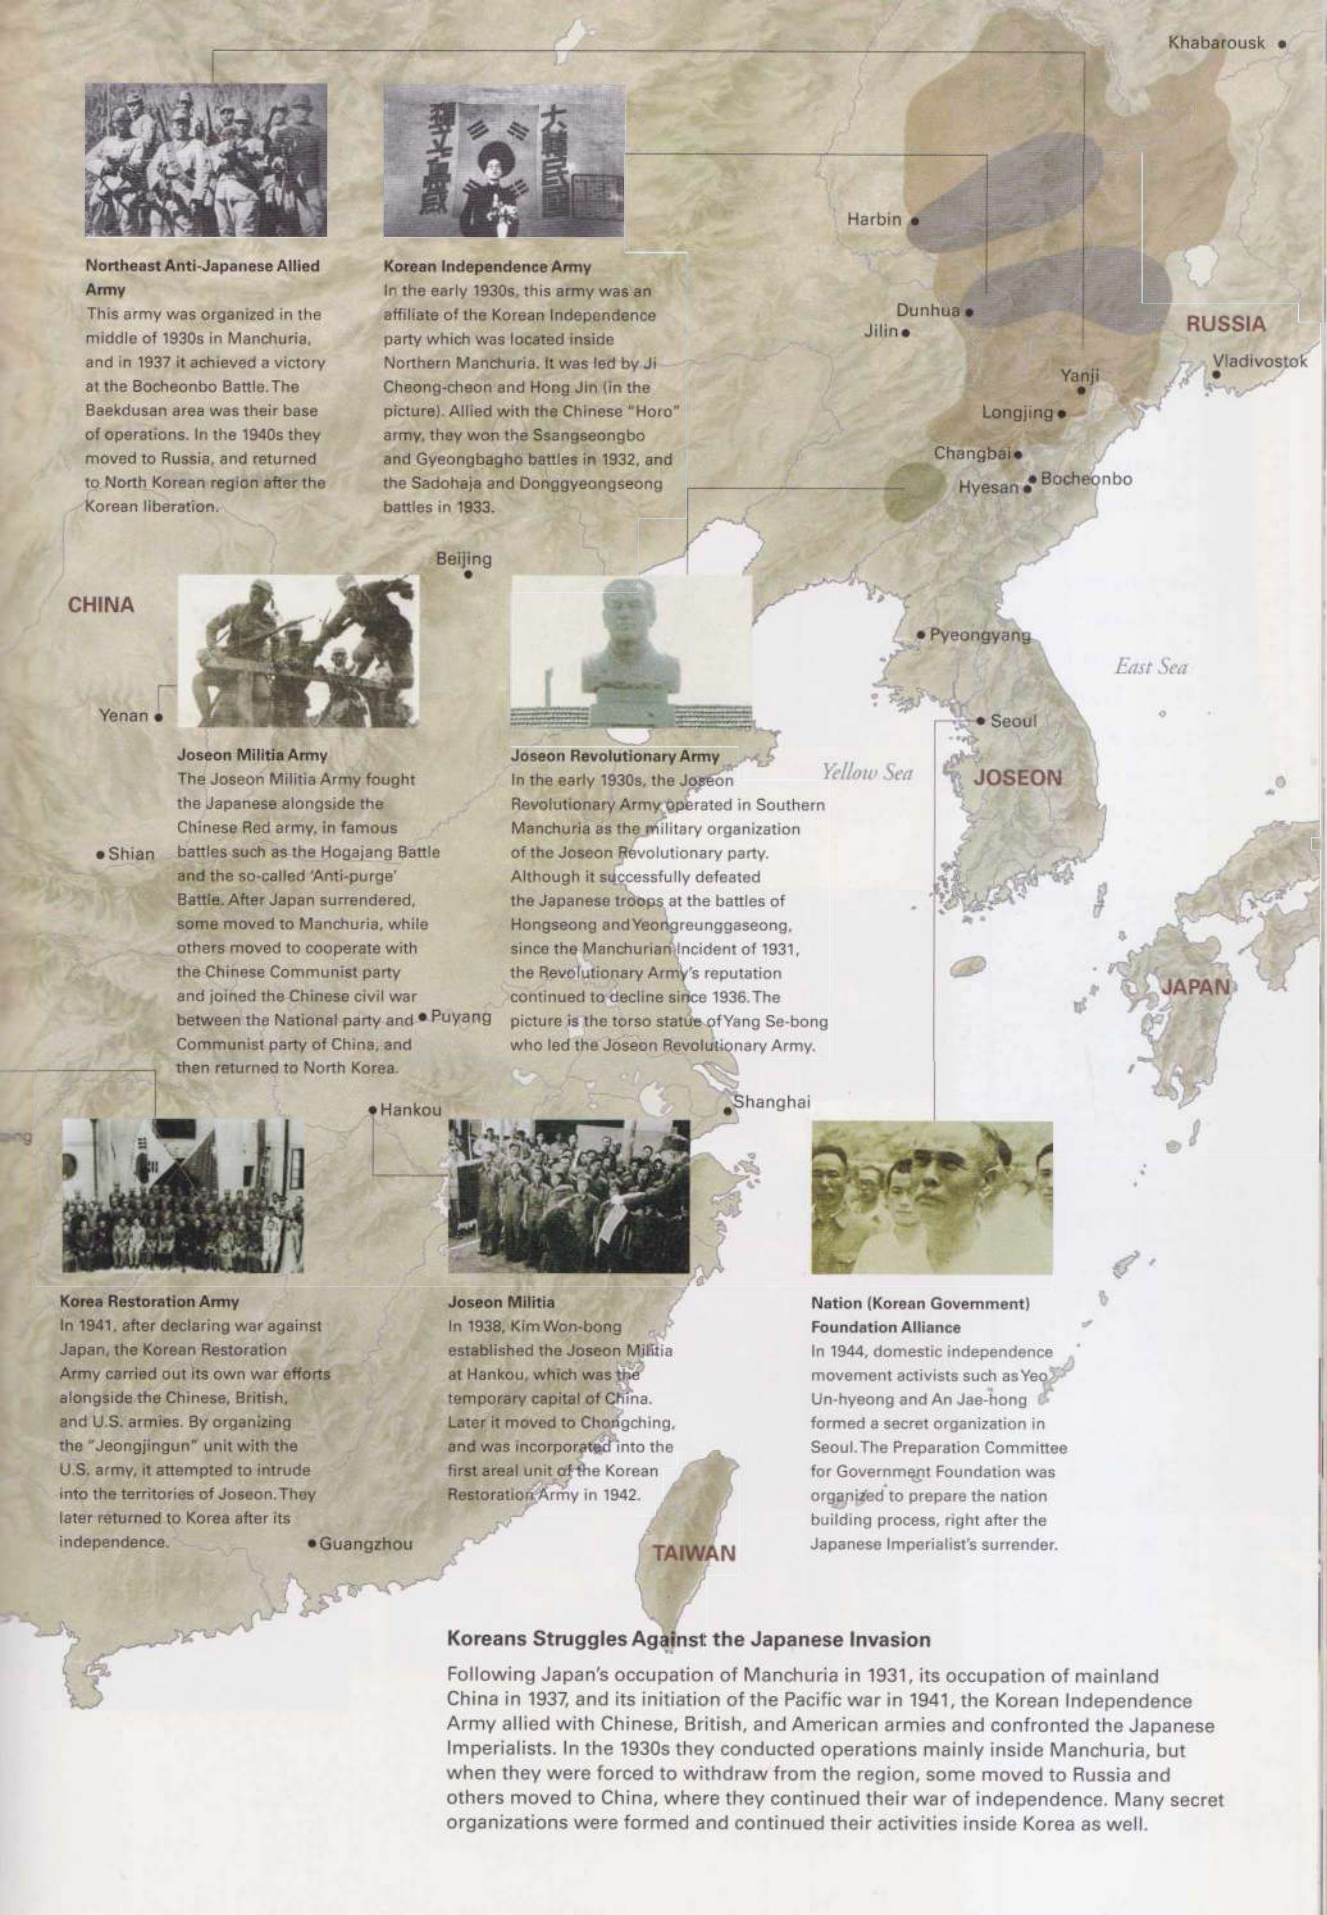 Khabarousk
Harbin
Dunhua
Jilin
RUSSIA
Vladivostok
Yanji
Longjing
Changbai
Bocheonbo
Hyesan
獨立宣誓
大韓民國
Northeast Anti-Japanese Allied
Army
This army was organized in the
middle of 1930s in Manchuria,
and in 1937 it achieved a victory
at the Bocheonbo Battle. The
Baekdusan area was their base
of operations. In the 1940s they
moved to Russia, and returned
to North Korean region after the
Korean liberation.
Korean Independence Army
In the early 1930s, this army was an
affiliate of the Korean Independence
party which was located inside
Northern Manchuria. It was led by Ji
Cheong-cheon and Hong Jin (in the
picture). Allied with the Chinese "Horo"
army, they won the Ssangseongbo
and Gyeongbagho battles in 1932, and
the Sadohaja and Donggyeongseong
battles in 1933.
Beijing
CHINA
Yenan
Pyeongyang
East Sea
Seoul
Yellow Sea
JOSEON
Shian
Joseon Militia Army
The Joseon Militia Army fought
the Japanese alongside the
Chinese Red army, in famous
battles such as the Hogajang Battle
and the so-called 'Anti-purge'
Battle. After Japan surrendered,
some moved to Manchuria, while
others moved to cooperate with
the Chinese Communist party
and joined the Chinese civil war
between the National party and
Communist party of China, and
then returned to North Korea.
Joseon Revolutionary Army
In the early 1930s, the Joseon
Revolutionary Army operated in Southern
Manchuria as the military organization
of the Joseon Revolutionary party.
Although it successfully defeated
the Japanese troops at the battles of
Hongseong and Yeongreunggaseong,
since the Manchurian Incident of 1931,
the Revolutionary Army's reputation
continued to decline since 1936. The
picture is the torso statue of Yang Se-bong
who led the Joseon Revolutionary Army.
JAPAN
Puyang
Hankou
Shanghai
Korea Restoration Army
In 1941, after declaring war against
Japan, the Korean Restoration
Army carried out its own war efforts
alongside the Chinese, British,
and U.S. armies. By organizing
the "Jeongjingun" unit with the
U.S. army, it attempted to intrude
into the territories of Joseon. They
later returned to Korea after its
independence.
Guangzhou
Joseon Militia
In 1938, Kim Won-bong
established the Joseon Militia
at Hankou, which was the
temporary capital of China.
Later it moved to Chongching,
and was incorporated into the
first areal unit of the Korean
Restoration Army in 1942.
Nation (Korean Government)
Foundation Alliance
In 1944, domestic independence
movement activists such as Yeo
Un-hyeong and An Jae-hong
formed a secret organization in
Seoul. The Preparation Committee
for Government Foundation was
organized to prepare the nation
building process, right after the
Japanese Imperialist's surrender.
TAIWAN
Koreans Struggles Against the Japanese Invasion
Following Japan's occupation of Manchuria in 1931, its occupation of mainland
China in 1937, and its initiation of the Pacific war in 1941, the Korean Independence
Army allied with Chinese, British, and American armies and confronted the Japanese
Imperialists. In the 1930s they conducted operations mainly inside Manchuria, but
when they were forced to withdraw from the region, some moved to Russia and
others moved to China, where they continued their war of independence. Many secret
organizations were formed and continued their activities inside Korea as well.